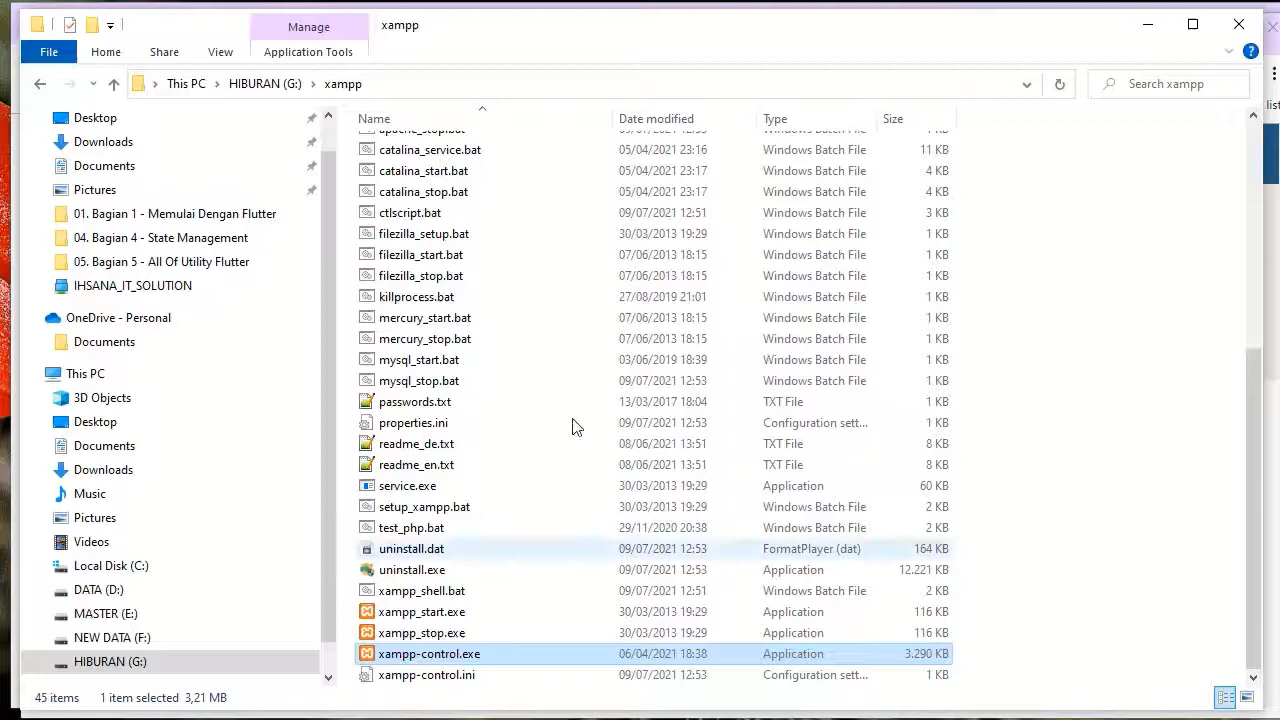 Manage
xampp
File
Home
Share
View
Application Tools
This PC
HIBURAN (G:)
xampp
Search xampp
list
Desktop
Downloads
Documents
Pictures
01. Bagian 1 - Memulai Dengan Flutter
04. Bagian 4 - State Management
05. Bagian 5 - All Of Utility Flutter
IHSANA_IT_SOLUTION
OneDrive - Personal
Documents
This PC
3D Objects
Desktop
Documents
Downloads
Music
Pictures
Videos
Local Disk (C:)
DATA (D:)
MASTER (E:)
NEW DATA (F:)
HIBURAN (G:)
Name Date modified Type Size
catalina_service.bat 05/04/2021 23:16 Windows Batch File 11 KB
catalina_start.bat 05/04/2021 23:17 Windows Batch File 4 KB
catalina_stop.bat 05/04/2021 23:17 Windows Batch File 4 KB
ctlscript.bat 09/07/2021 12:51 Windows Batch File 3 KB
filezilla_setup.bat 30/03/2013 19:29 Windows Batch File 1 KB
filezilla_start.bat 07/06/2013 18:15 Windows Batch File 1 KB
filezilla_stop.bat 07/06/2013 18:15 Windows Batch File 1 KB
killprocess.bat 27/08/2019 21:01 Windows Batch File 1 KB
mercury_start.bat 07/06/2013 18:15 Windows Batch File 1 KB
mercury_stop.bat 07/06/2013 18:15 Windows Batch File 1 KB
mysql_start.bat 03/06/2019 18:39 Windows Batch File 1 KB
mysql_stop.bat 09/07/2021 12:53 Windows Batch File 1 KB
passwords.txt 13/03/2017 18:04 TXT File 1 KB
properties.ini 09/07/2021 12:53 Configuration sett... 1 KB
readme_de.txt 08/06/2021 13:51 TXT File 8 KB
readme_en.txt 08/06/2021 13:51 TXT File 8 KB
service.exe 30/03/2013 19:29 Application 60 KB
setup_xampp.bat 30/03/2013 19:29 Windows Batch File 2 KB
test_php.bat 29/11/2020 20:38 Windows Batch File 2 KB
uninstall.dat 09/07/2021 12:53 FormatPlayer (dat) 164 KB
uninstall.exe 09/07/2021 12:53 Application 12.221 KB
xampp_shell.bat 09/07/2021 12:51 Windows Batch File 2 KB
xampp_start.exe 30/03/2013 19:29 Application 116 KB
xampp_stop.exe 30/03/2013 19:29 Application 116 KB
xampp-control.exe 06/04/2021 18:38 Application 3.290 KB
xampp-control.ini 09/07/2021 12:53 Configuration sett... 1 KB
45 items 1 item selected 3,21 MB